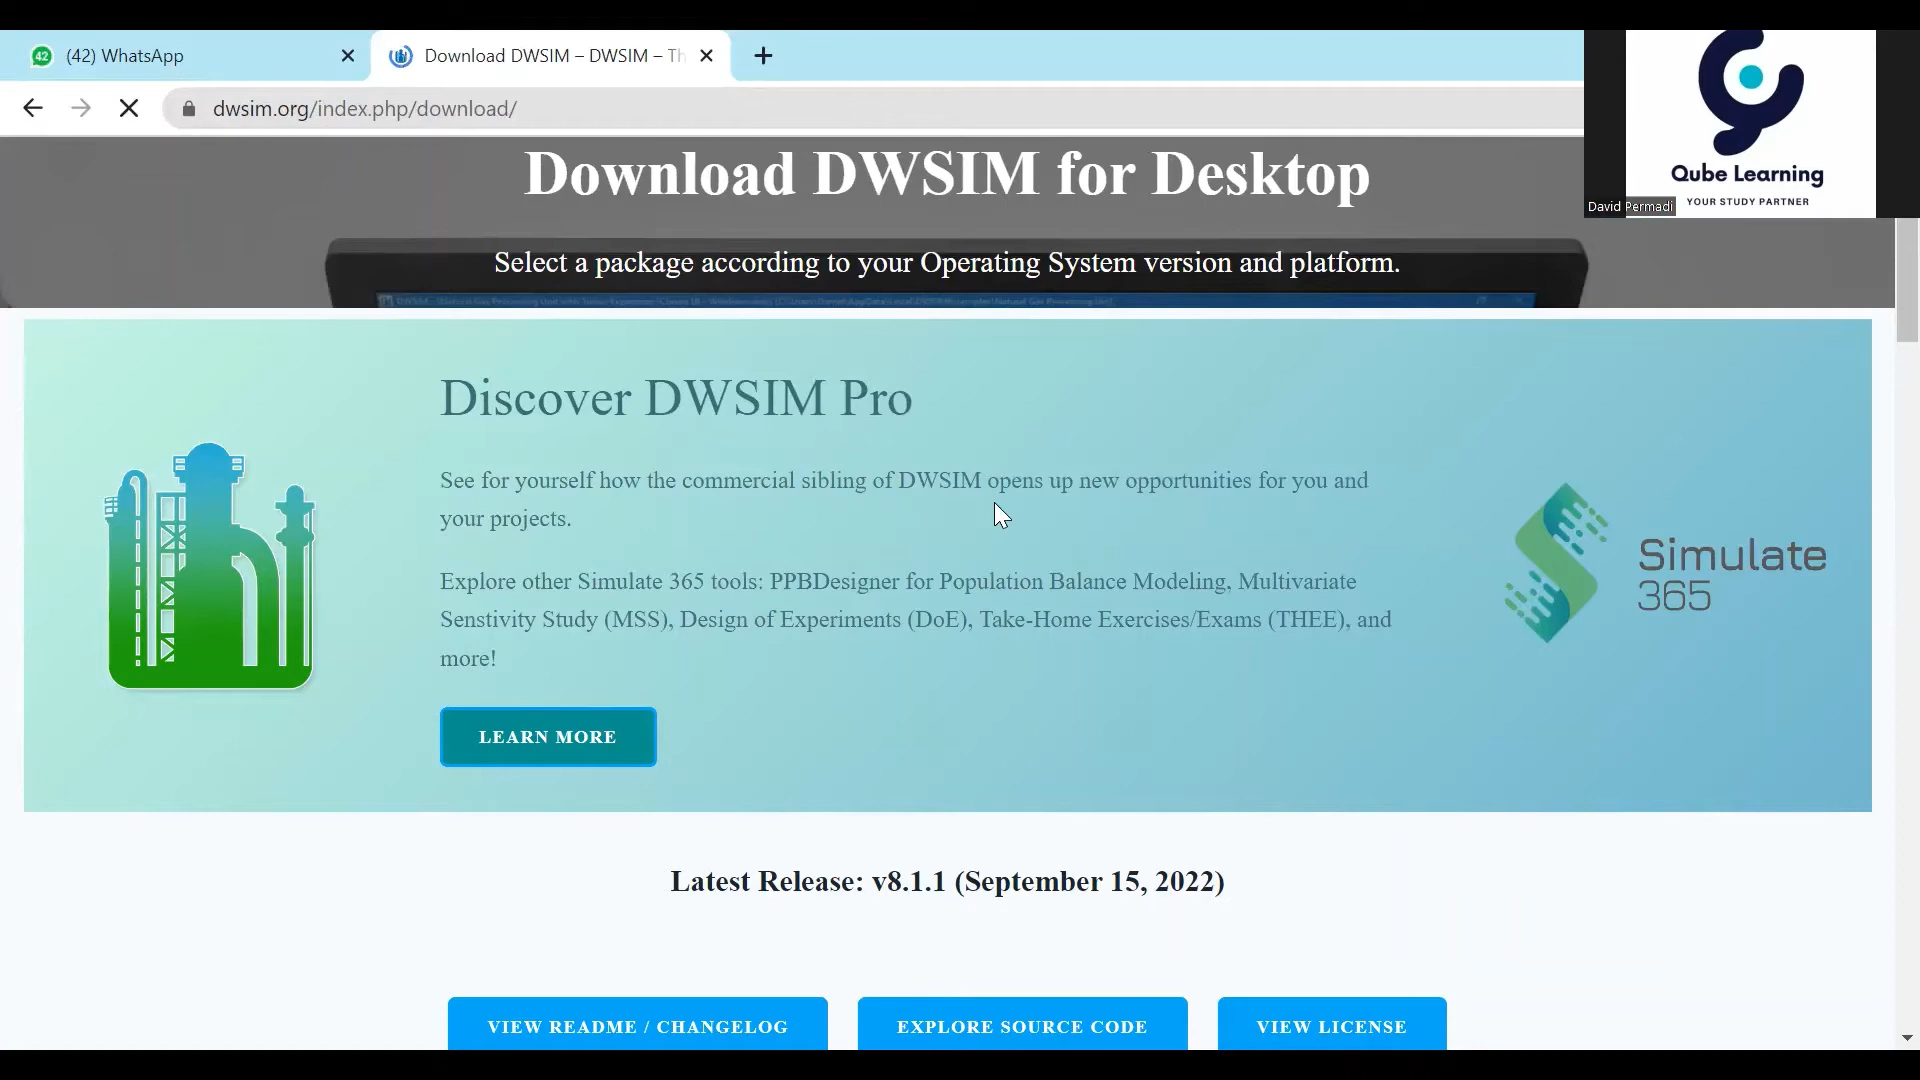 42 (42) WhatsApp
Download DWSIM – DWSIM – Th
dwsim.org/index.php/download/
Qube Learning
YOUR STUDY PARTNER
David Permadi
Download DWSIM for Desktop
Select a package according to your Operating System version and platform.
Discover DWSIM Pro
See for yourself how the commercial sibling of DWSIM opens up new opportunities for you and
your projects.
Explore other Simulate 365 tools: PPBDesigner for Population Balance Modeling, Multivariate
Senstivity Study (MSS), Design of Experiments (DoE), Take-Home Exercises/Exams (THEE), and
more!
LEARN MORE
Simulate
365
Latest Release: v8.1.1 (September 15, 2022)
VIEW README / CHANGELOG
EXPLORE SOURCE CODE
VIEW LICENSE